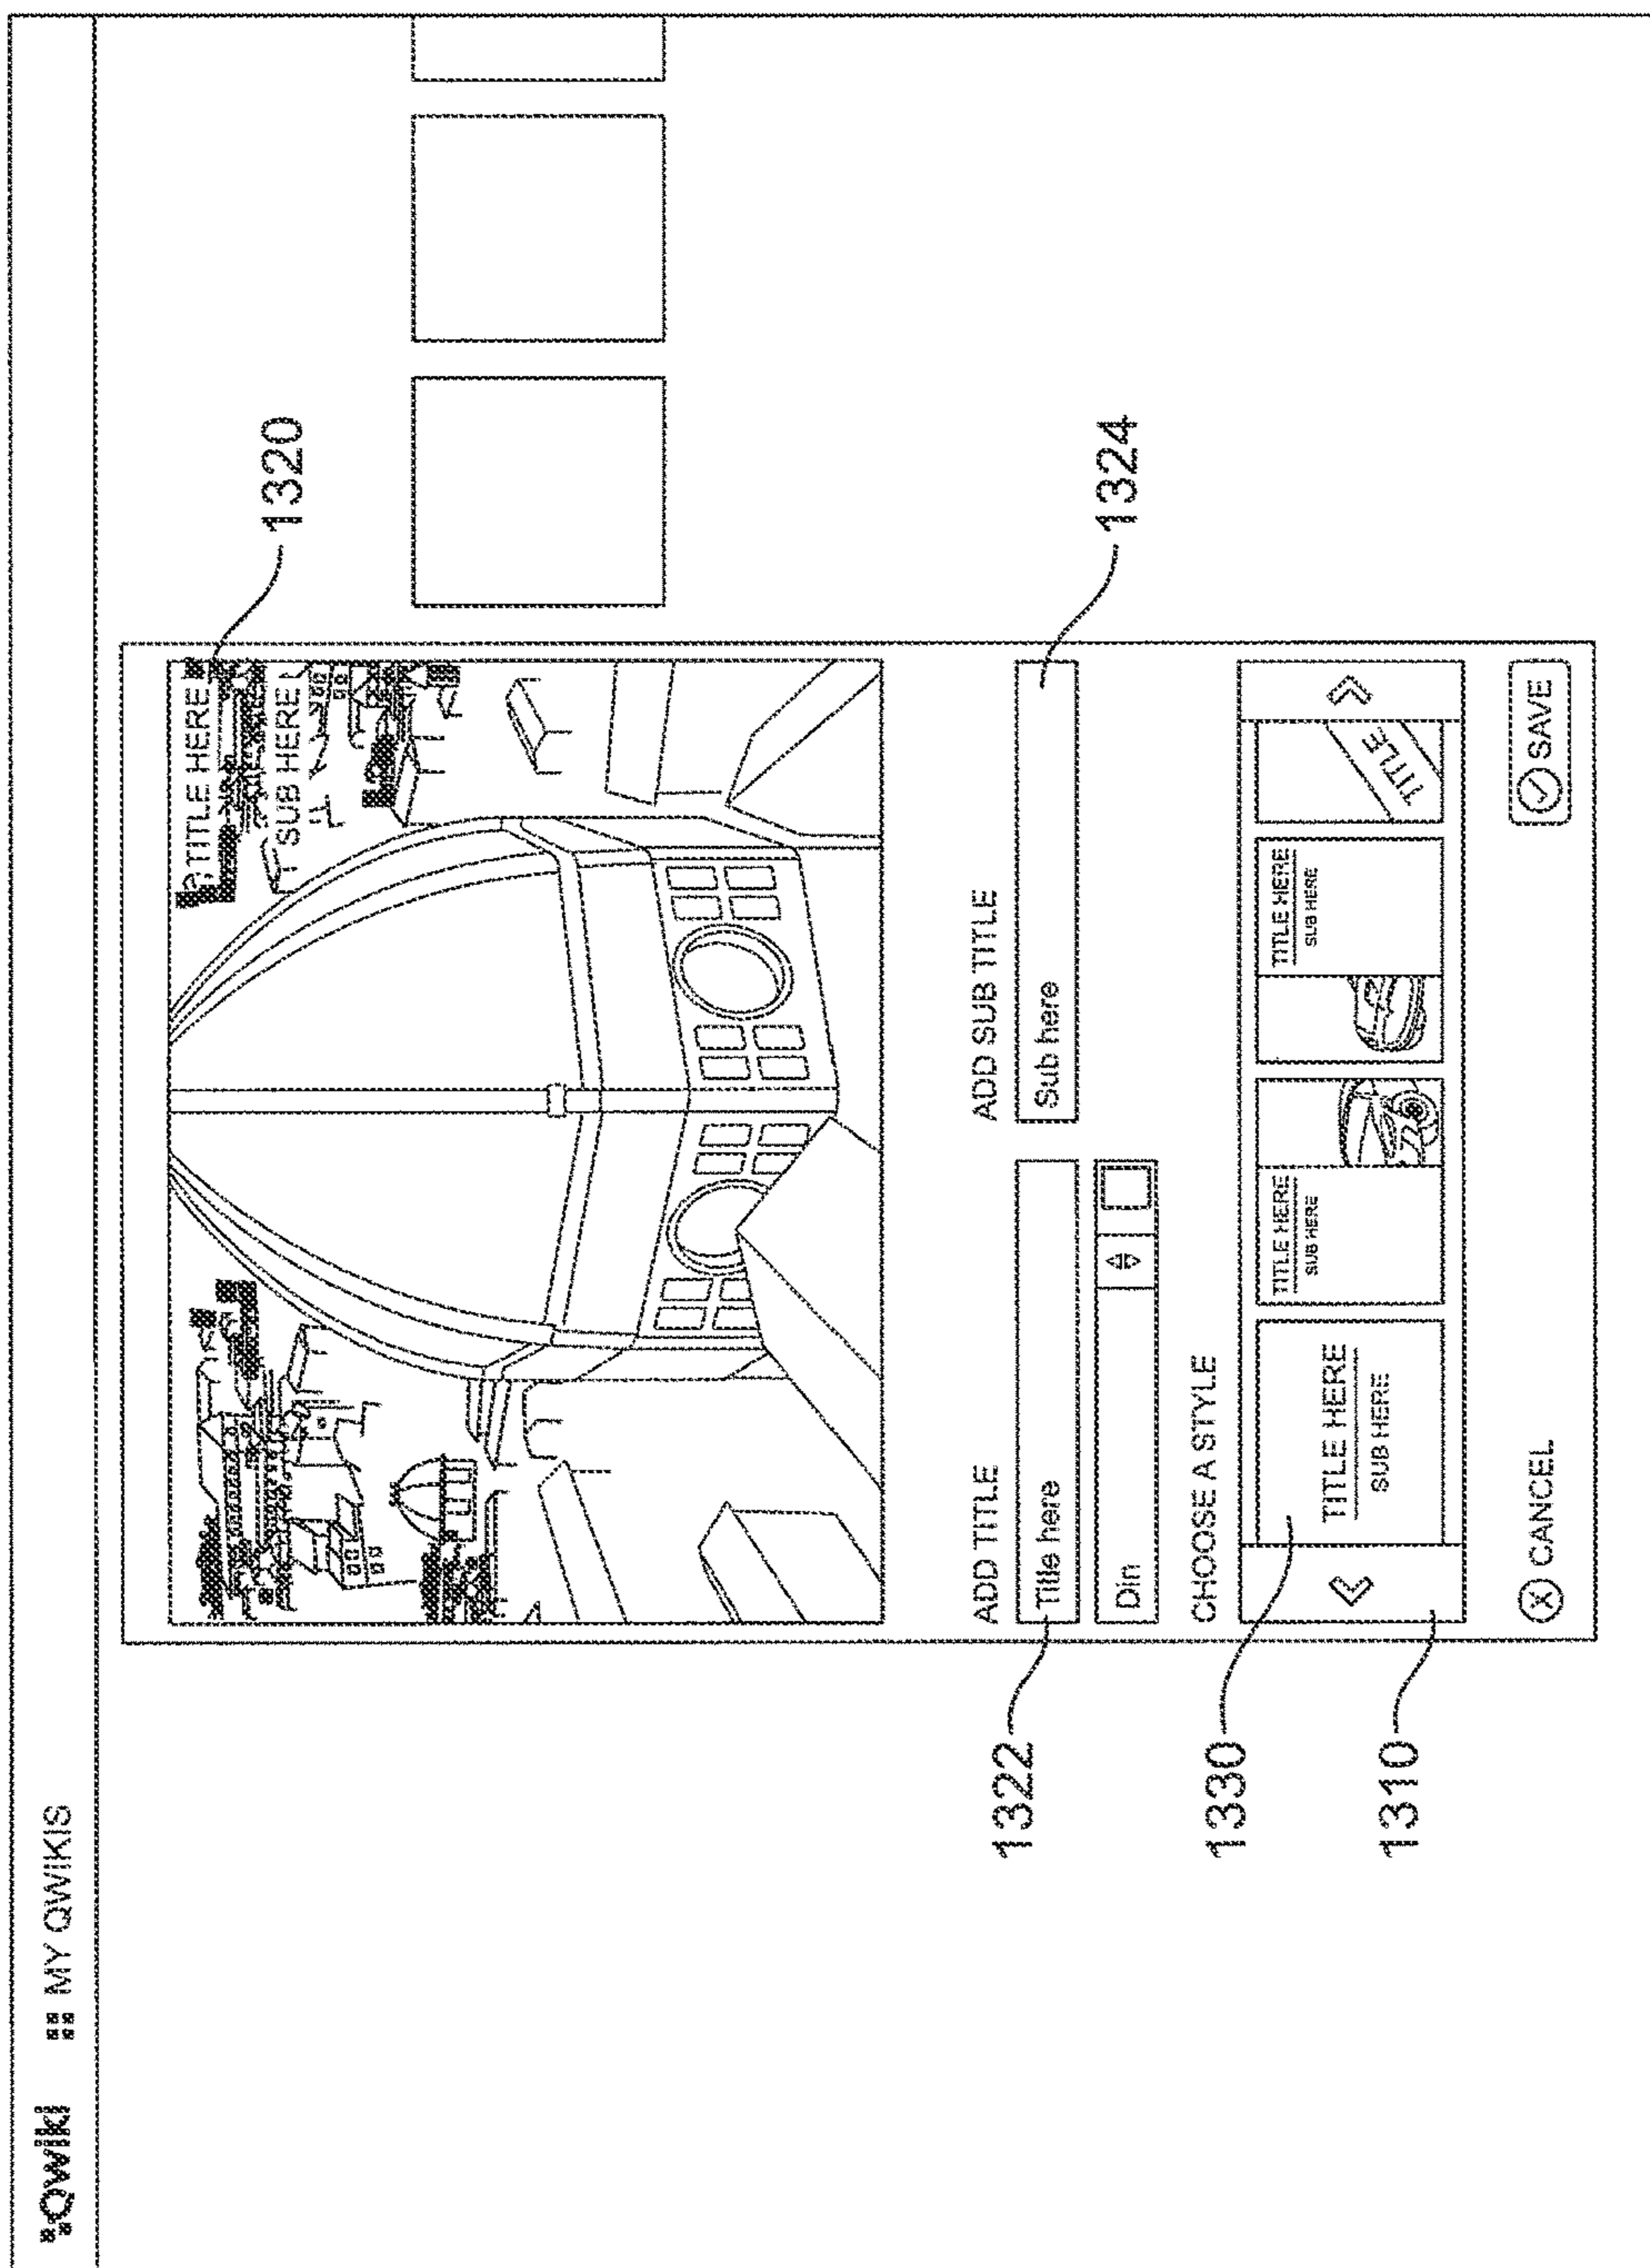 Qwiki MY QWIKIS
TITLE HERE
SUB HERE
1320
ADD TITLE ADD SUB TITLE
1322 Title here Sub here 1324
Din
CHOOSE A STYLE
1330
TITLE HERE TITLE HERE TITLE HERE TITLE
SUB HERE SUB HERE SUB HERE
1310
CANCEL SAVE